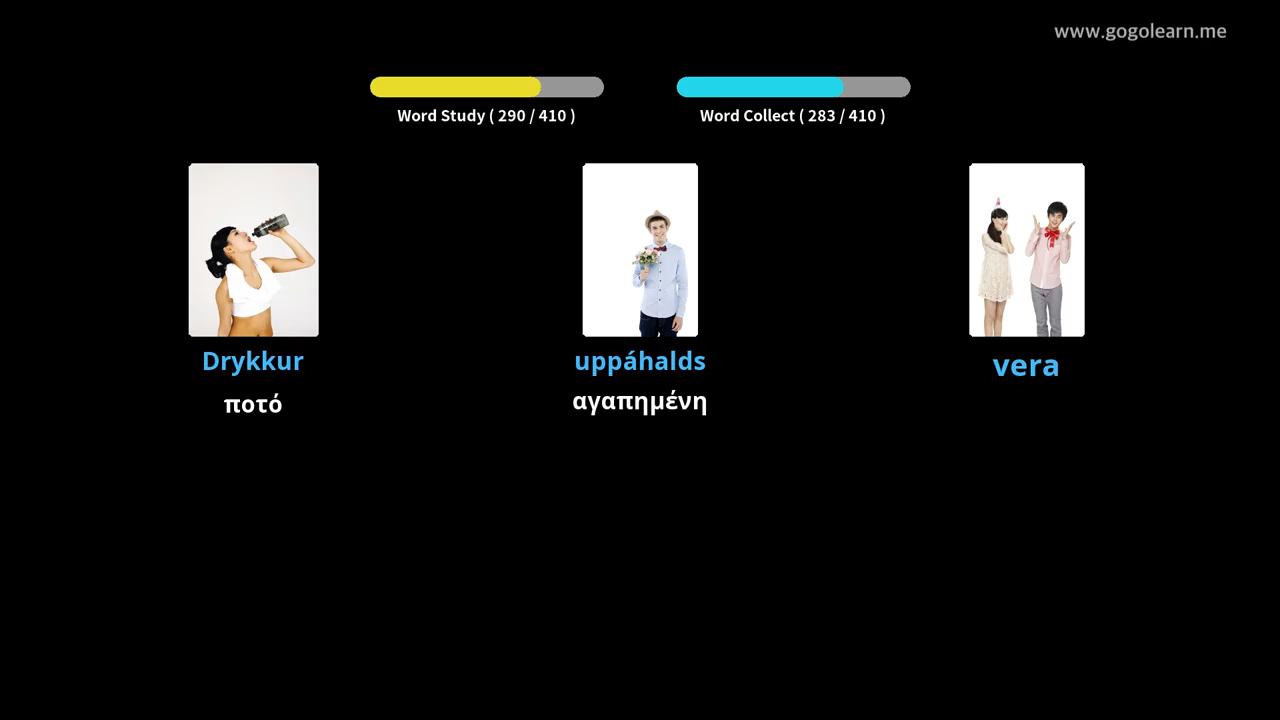 www.gogolearn.me
Word Study ( 290 / 410 )
Word Collect ( 283 / 410 )
Drykkur
uppáhalds
vera
ποτό
αγαπημένη